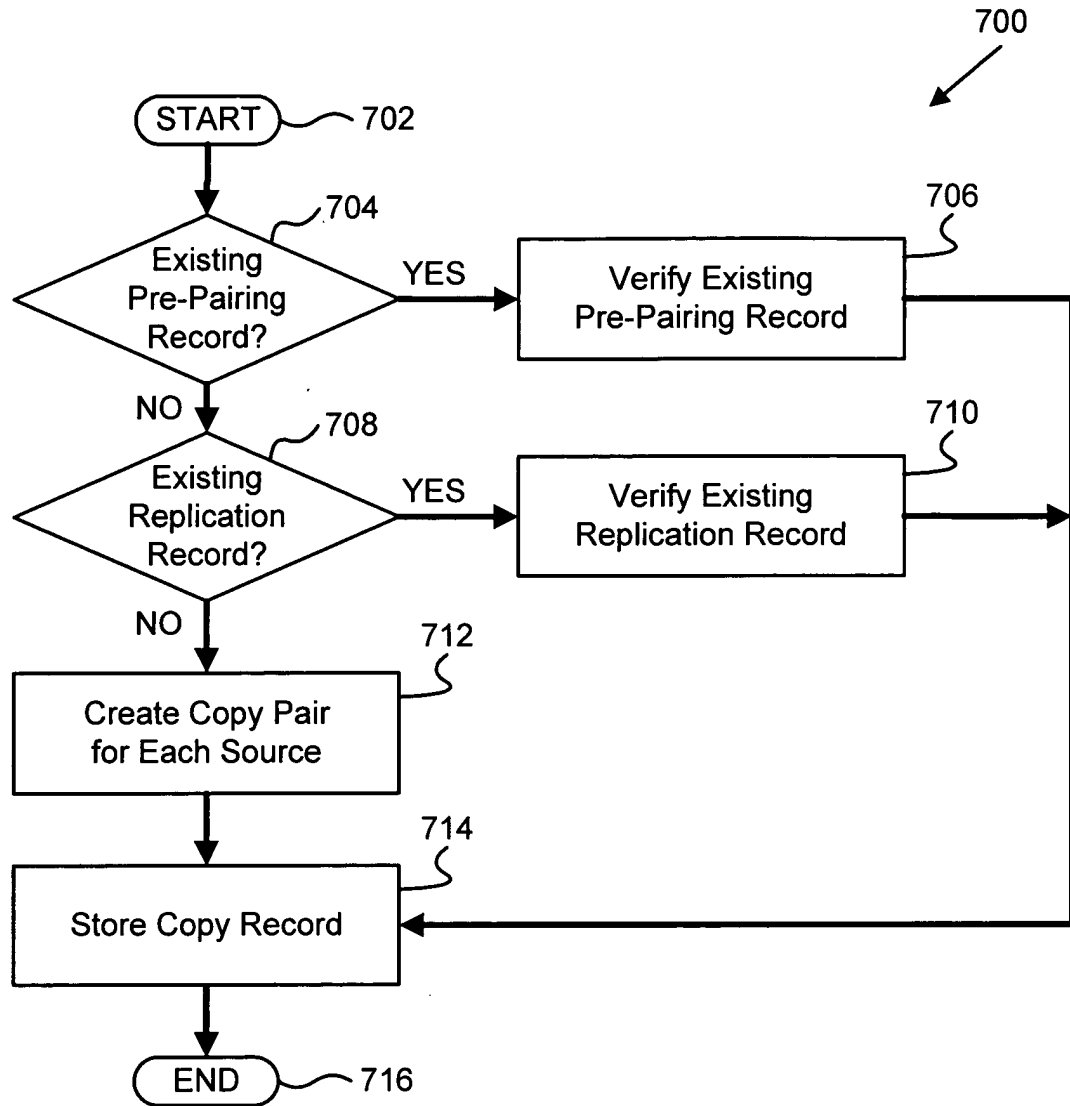 700
START
702
704
Existing
Pre-Pairing
Record?
YES
706
Verify Existing
Pre-Pairing Record
NO
708
Existing
Replication
Record?
YES
710
Verify Existing
Replication Record
NO
712
Create Copy Pair
for Each Source
714
Store Copy Record
END
716